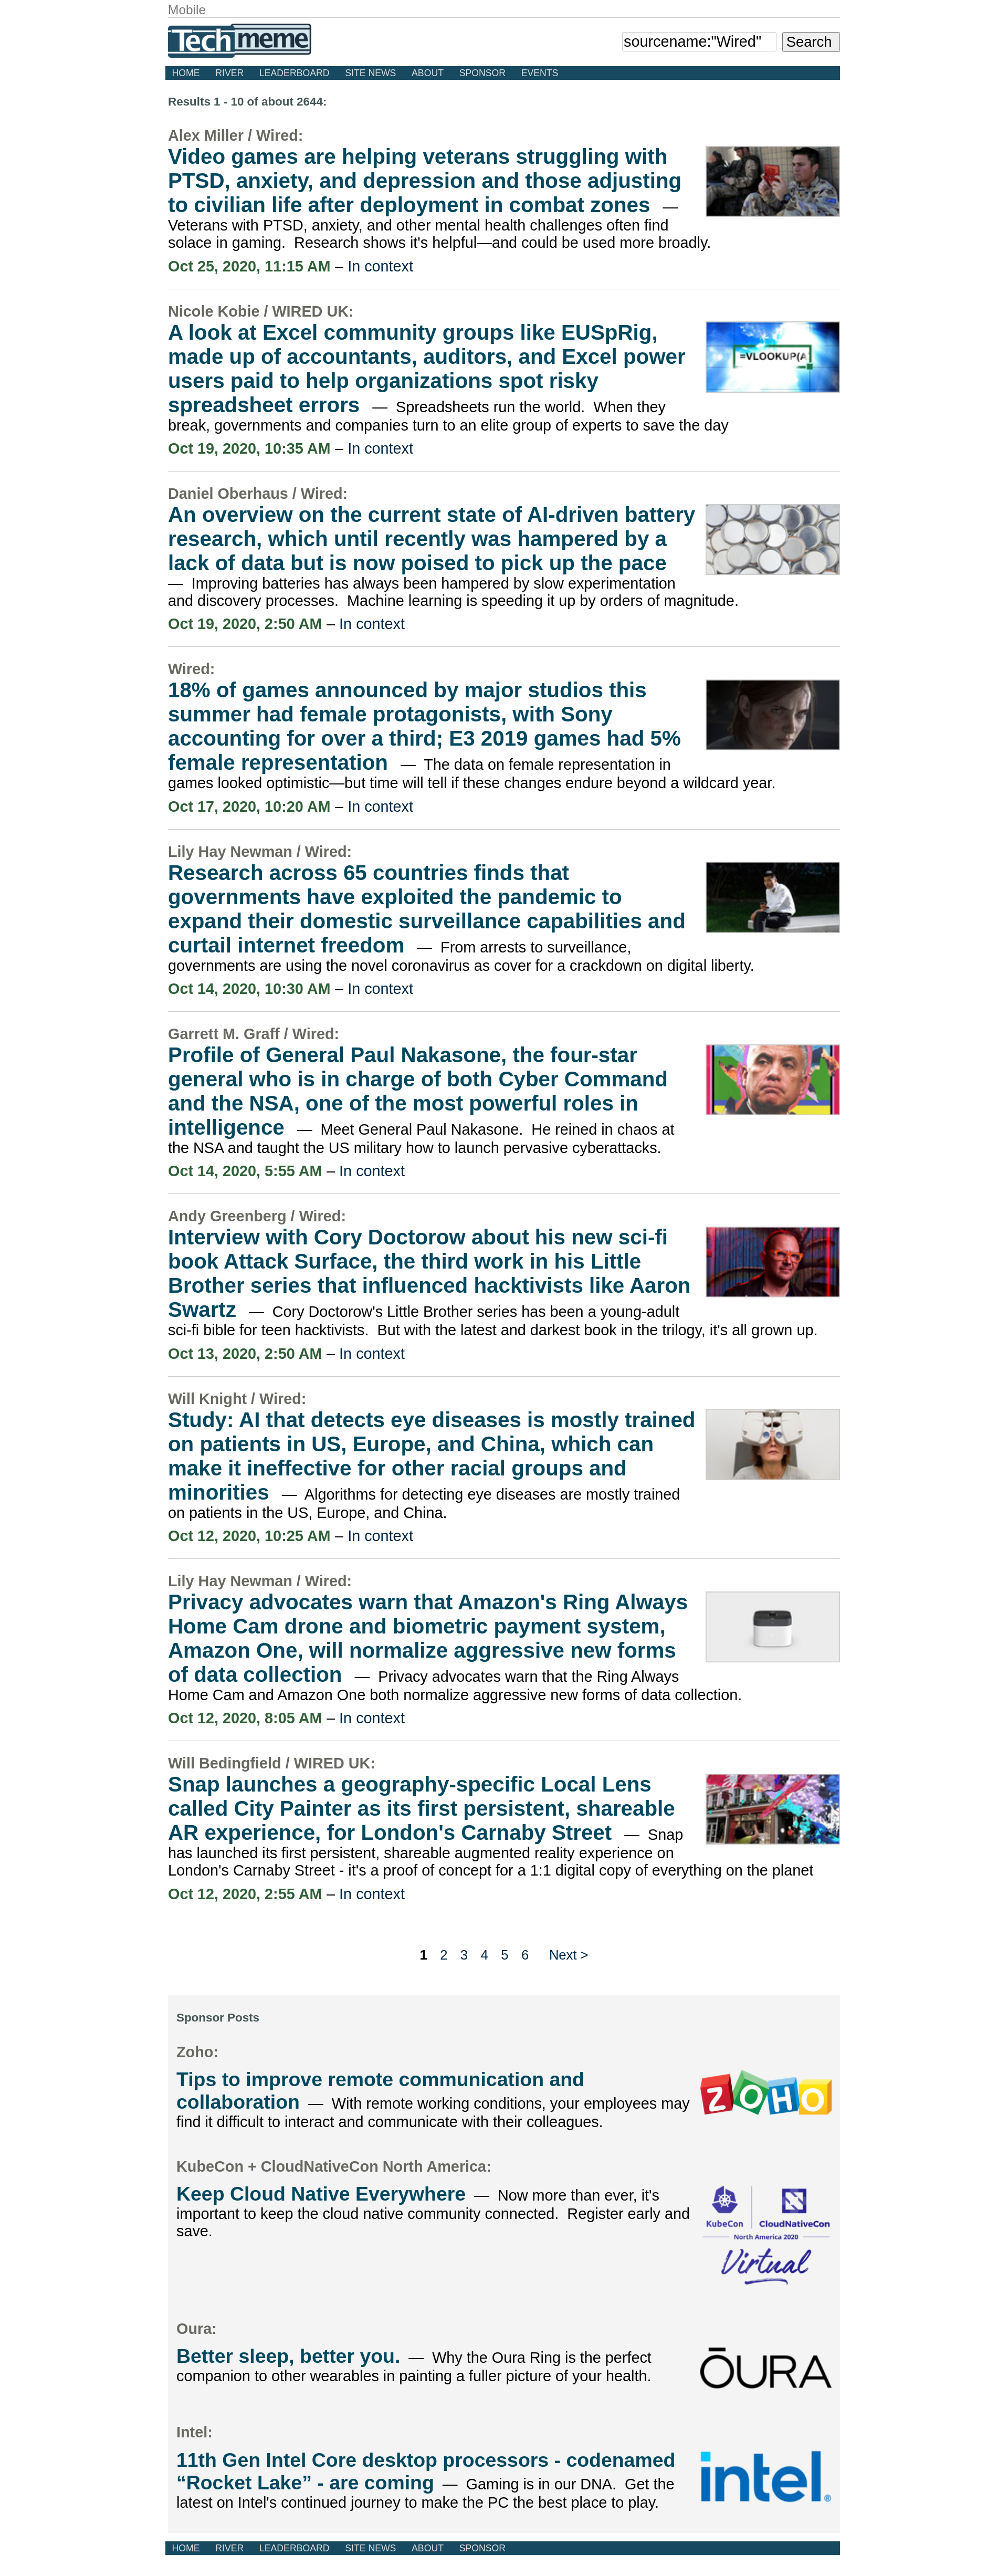 Mobile
Techmeme
sourcename:"Wired"
Search
HOME RIVER LEADERBOARD SITE NEWS ABOUT SPONSOR EVENTS
Results 1 - 10 of about 2644:
Alex Miller / Wired:
Video games are helping veterans struggling with
PTSD, anxiety, and depression and those adjusting
to civilian life after deployment in combat zones —
Veterans with PTSD, anxiety, and other mental health challenges often find
solace in gaming. Research shows it's helpful—and could be used more broadly.
Oct 25, 2020, 11:15 AM – In context
Nicole Kobie / WIRED UK:
A look at Excel community groups like EUSpRig,
made up of accountants, auditors, and Excel power
users paid to help organizations spot risky
spreadsheet errors — Spreadsheets run the world. When they
break, governments and companies turn to an elite group of experts to save the day
=VLOOKUP(A
Oct 19, 2020, 10:35 AM – In context
Daniel Oberhaus / Wired:
An overview on the current state of AI-driven battery
research, which until recently was hampered by a
lack of data but is now poised to pick up the pace
— Improving batteries has always been hampered by slow experimentation
and discovery processes. Machine learning is speeding it up by orders of magnitude.
Oct 19, 2020, 2:50 AM – In context
Wired:
18% of games announced by major studios this
summer had female protagonists, with Sony
accounting for over a third; E3 2019 games had 5%
female representation — The data on female representation in
games looked optimistic—but time will tell if these changes endure beyond a wildcard year.
Oct 17, 2020, 10:20 AM – In context
Lily Hay Newman / Wired:
Research across 65 countries finds that
governments have exploited the pandemic to
expand their domestic surveillance capabilities and
curtail internet freedom — From arrests to surveillance,
governments are using the novel coronavirus as cover for a crackdown on digital liberty.
Oct 14, 2020, 10:30 AM – In context
Garrett M. Graff / Wired:
Profile of General Paul Nakasone, the four-star
general who is in charge of both Cyber Command
and the NSA, one of the most powerful roles in
intelligence — Meet General Paul Nakasone. He reined in chaos at
the NSA and taught the US military how to launch pervasive cyberattacks.
Oct 14, 2020, 5:55 AM – In context
Andy Greenberg / Wired:
Interview with Cory Doctorow about his new sci-fi
book Attack Surface, the third work in his Little
Brother series that influenced hacktivists like Aaron
Swartz — Cory Doctorow's Little Brother series has been a young-adult
sci-fi bible for teen hacktivists. But with the latest and darkest book in the trilogy, it's all grown up.
Oct 13, 2020, 2:50 AM – In context
Will Knight / Wired:
Study: AI that detects eye diseases is mostly trained
on patients in US, Europe, and China, which can
make it ineffective for other racial groups and
minorities — Algorithms for detecting eye diseases are mostly trained
on patients in the US, Europe, and China.
Oct 12, 2020, 10:25 AM – In context
Lily Hay Newman / Wired:
Privacy advocates warn that Amazon's Ring Always
Home Cam drone and biometric payment system,
Amazon One, will normalize aggressive new forms
of data collection — Privacy advocates warn that the Ring Always
Home Cam and Amazon One both normalize aggressive new forms of data collection.
Oct 12, 2020, 8:05 AM – In context
Will Bedingfield / WIRED UK:
Snap launches a geography-specific Local Lens
called City Painter as its first persistent, shareable
AR experience, for London's Carnaby Street — Snap
has launched its first persistent, shareable augmented reality experience on
London's Carnaby Street - it's a proof of concept for a 1:1 digital copy of everything on the planet
Oct 12, 2020, 2:55 AM – In context
1 2 3 4 5 6 Next >
Sponsor Posts
Zoho:
Tips to improve remote communication and
collaboration — With remote working conditions, your employees may
find it difficult to interact and communicate with their colleagues.
ZOHO
KubeCon + CloudNativeCon North America:
Keep Cloud Native Everywhere — Now more than ever, it's
important to keep the cloud native community connected. Register early and
save.
KubeCon CloudNativeCon
North America 2020
Virtual
Oura:
Better sleep, better you. — Why the Oura Ring is the perfect
companion to other wearables in painting a fuller picture of your health.
ŌURA
Intel:
11th Gen Intel Core desktop processors - codenamed
“Rocket Lake” - are coming — Gaming is in our DNA. Get the
latest on Intel's continued journey to make the PC the best place to play.
intel®
HOME RIVER LEADERBOARD SITE NEWS ABOUT SPONSOR